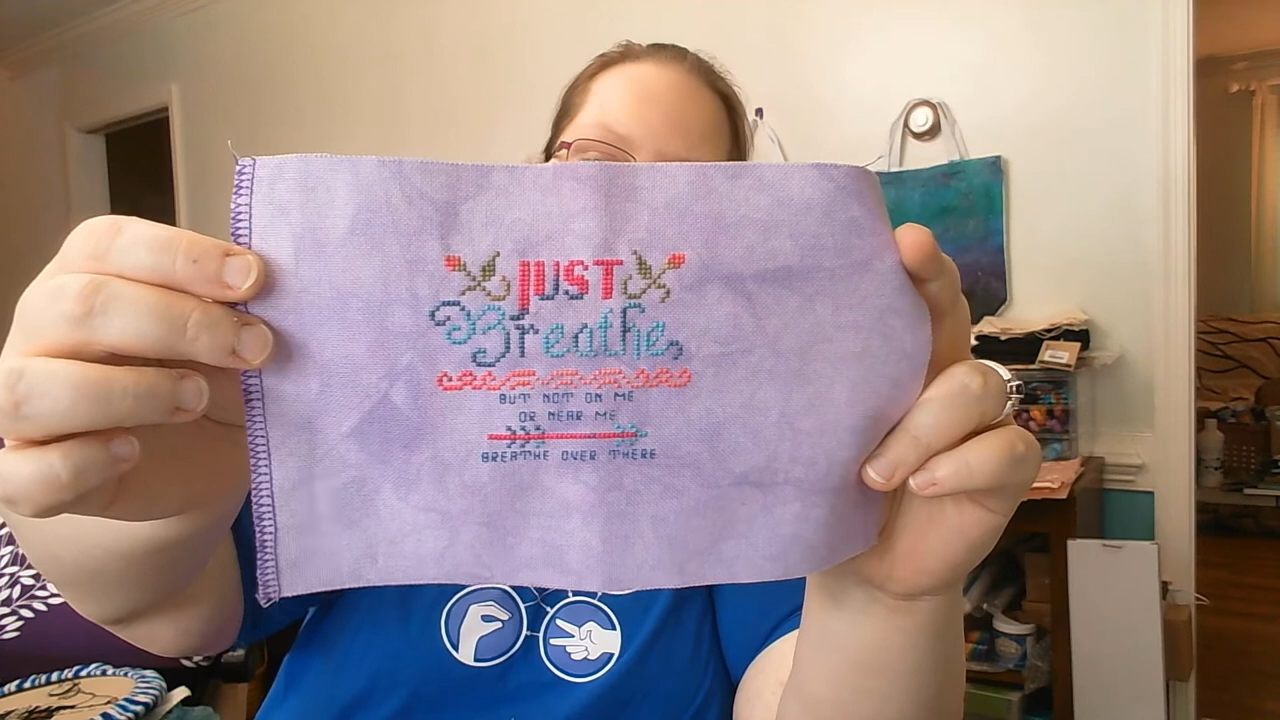 JUST
Breathe
BUT NOT ON ME
OR NEAR ME
BREATHE OVER THERE